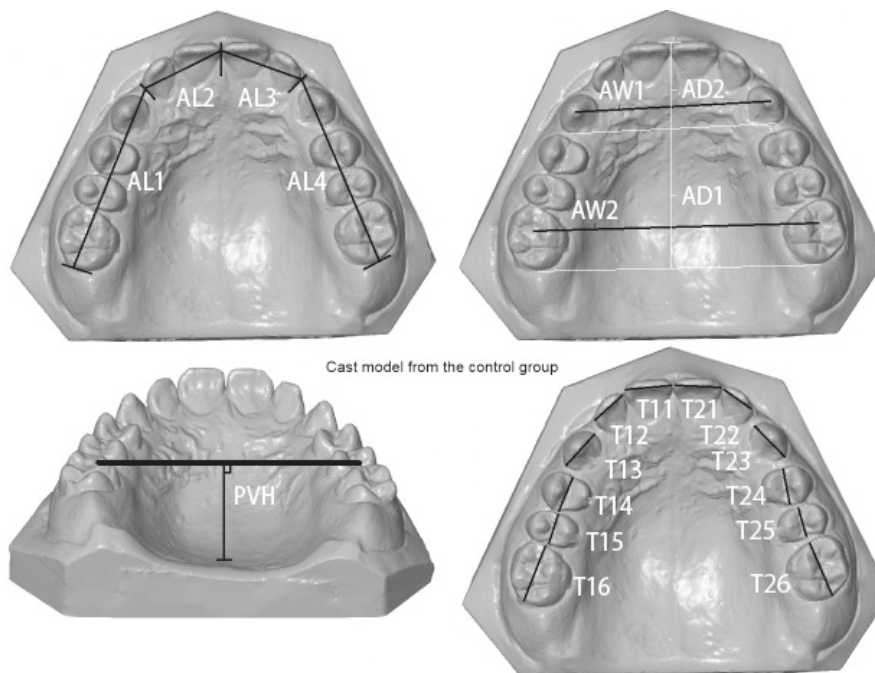 AL2 AL3
AL1 AL4
AW1 AD2
AD1
AW2
Cast model from the control group
PVH
T11 T21
T12 T22
T13 T23
T14 T24
T15 T25
T16 T26